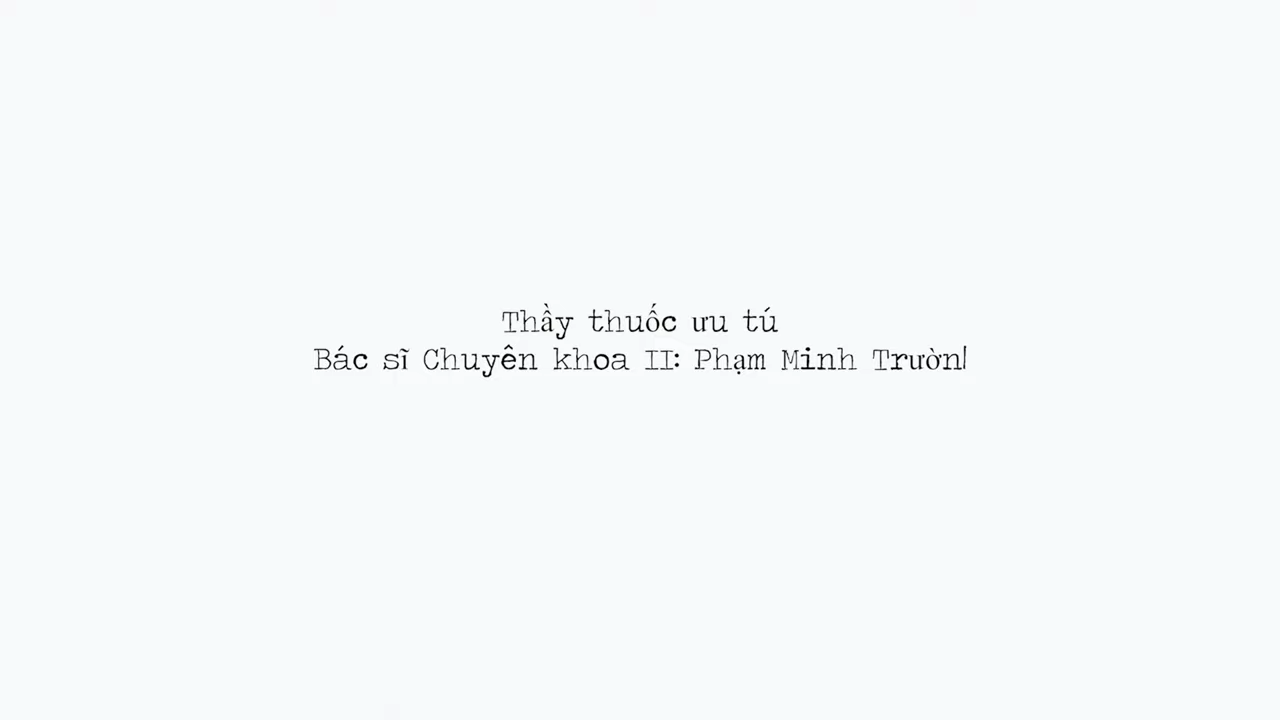 Thầy thuốc ưu tú
Bác sĩ Chuyên khoa II: Phạm Minh Trườn